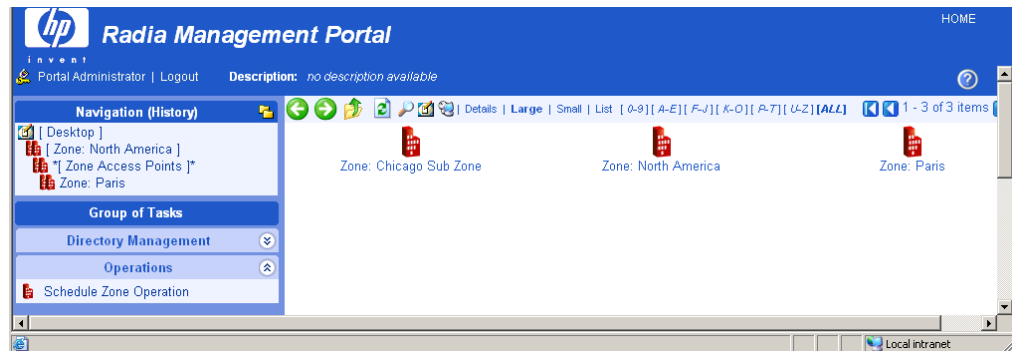 HOME
hp
Radia Management Portal
invent
Portal Administrator | Logout Description: no description available
?
Navigation (History)
| Details | Large | Small | List [ 0-9 ] [ A-E ] [ F-J ] [ K-O ] [ P-T ] [ U-Z ] [ALL] 1 - 3 of 3 items
[ Desktop ]
[ Zone: North America ]
*[ Zone Access Points ]*
Zone: Paris
Zone: Chicago Sub Zone
Zone: North America
Zone: Paris
Group of Tasks
Directory Management
Operations
Schedule Zone Operation
Local intranet